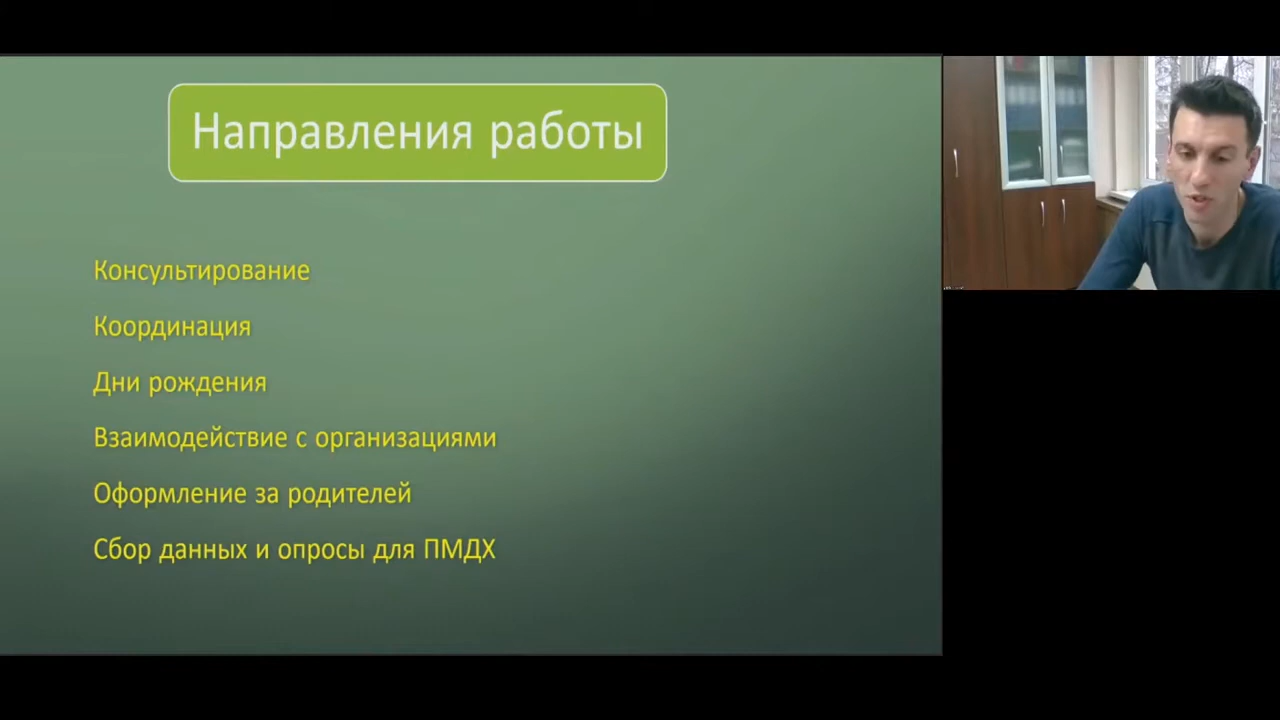 Направления работы
Консультирование
Координация
Дни рождения
Взаимодействие с организациями
Оформление за родителей
Сбор данных и опросы для ПМДХ